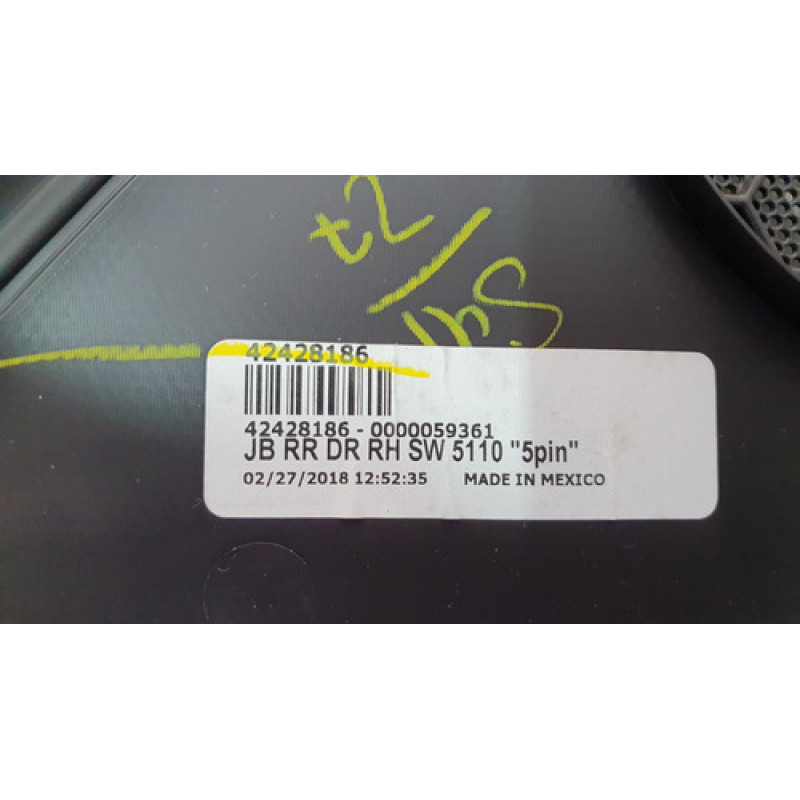 t2
42428186
42428186 - 0000059361
JB RR DR RH SW 5110 "5pin"
02/27/2018 12:52:35 MADE IN MEXICO